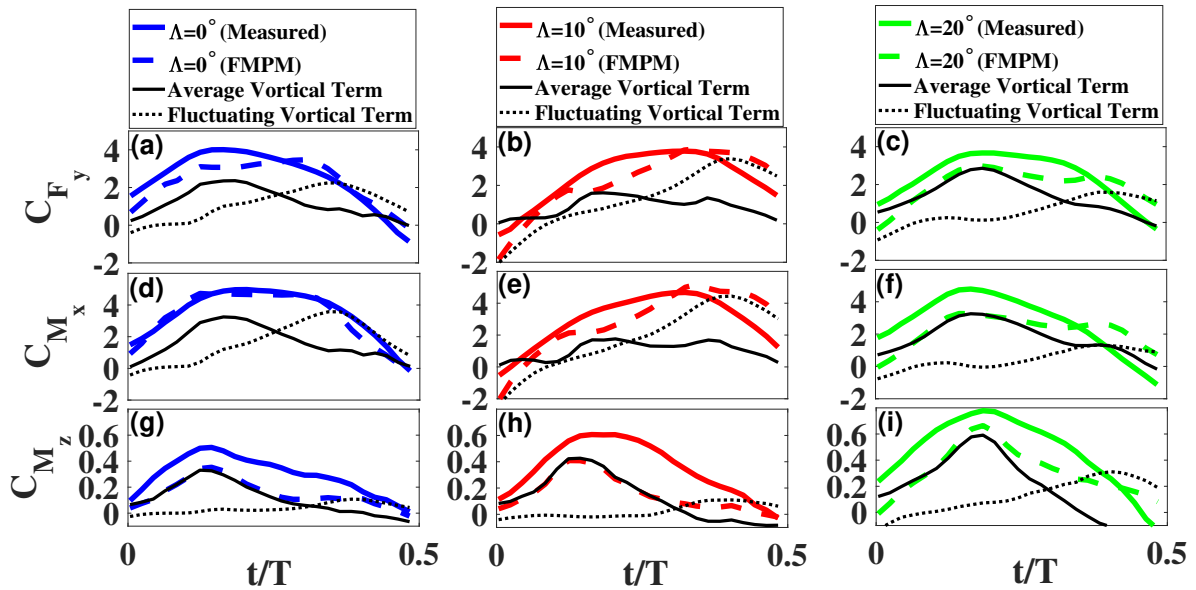 Λ=0° (Measured)
Λ=0° (FMPM)
Average Vortical Term
Fluctuating Vortical Term
Λ=10° (Measured)
Λ=10° (FMPM)
Average Vortical Term
Fluctuating Vortical Term
Λ=20° (Measured)
Λ=20° (FMPM)
Average Vortical Term
Fluctuating Vortical Term
C_F_y
(a)
4
2
0
-2
(b)
4
2
0
-2
(c)
4
2
0
-2
C_M_x
(d)
4
2
0
-2
(e)
4
2
0
-2
(f)
4
2
0
-2
C_M_z
(g)
0.6
0.4
0.2
0
(h)
0.6
0.4
0.2
0
(i)
0.6
0.4
0.2
0
0 0.5
t/T
0 0.5
t/T
0 0.5
t/T